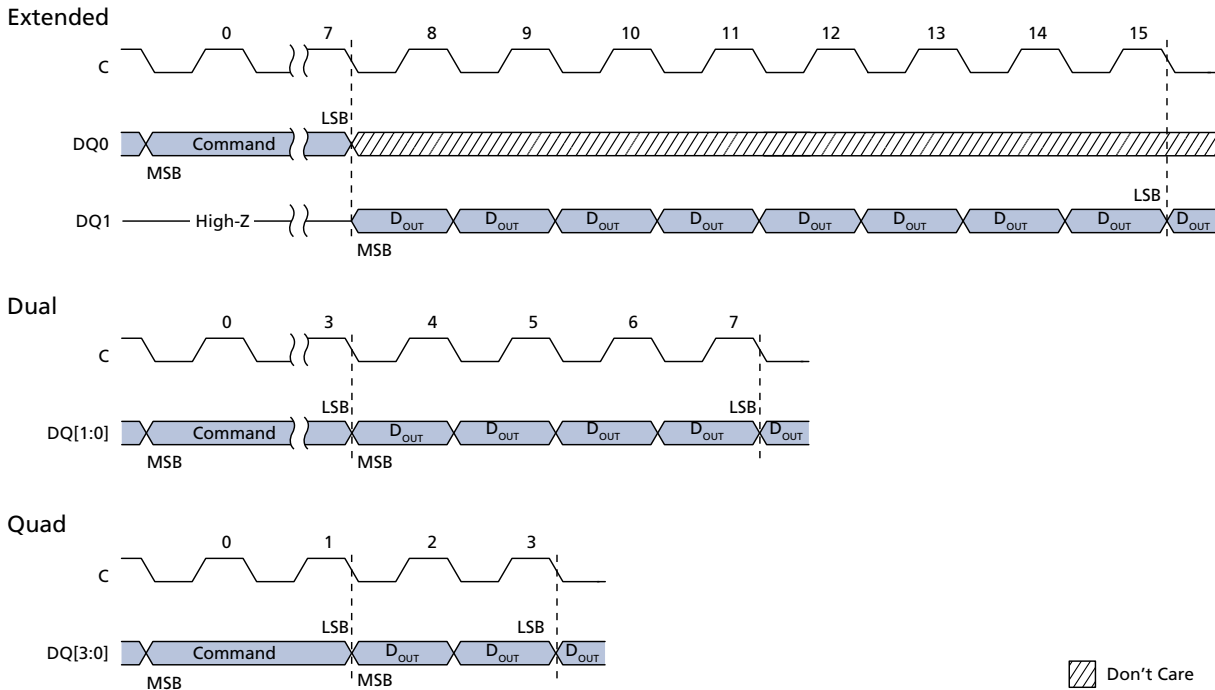 Extended
0 7 8 9 10 11 12 13 14 15
C
LSB
DQ0 Command
MSB
LSB
DQ1 High-Z DOUT DOUT DOUT DOUT DOUT DOUT DOUT DOUT DOUT
MSB
Dual
0 3 4 5 6 7
C
LSB LSB
DQ[1:0] Command DOUT DOUT DOUT DOUT DOUT
MSB MSB
Quad
0 1 2 3
C
LSB LSB
DQ[3:0] Command DOUT DOUT DOUT
MSB MSB
Don't Care